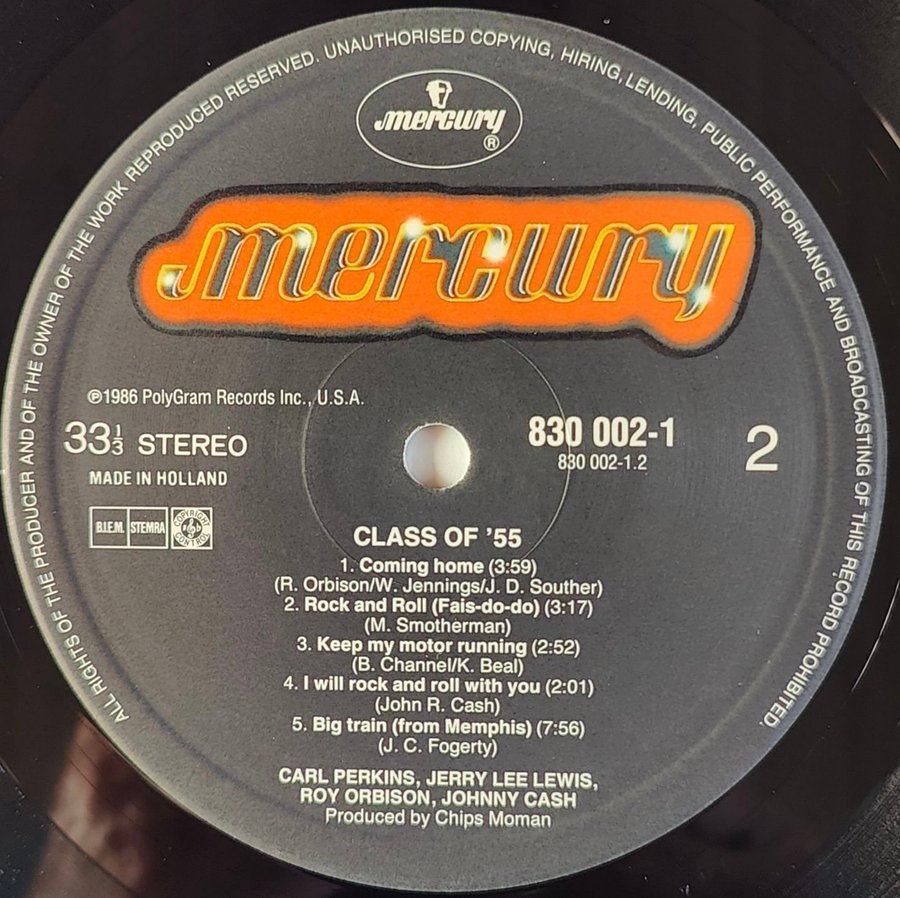 ALL RIGHTS OF THE PRODUCER AND OF THE OWNER OF THE WORK REPRODUCED RESERVED. UNAUTHORISED COPYING, HIRING, LENDING, PUBLIC PERFORMANCE AND BROADCASTING OF THIS RECORD PROHIBITED.
mercury
®
mercury
℗1986 PolyGram Records Inc., U.S.A.
33⅓ STEREO
MADE IN HOLLAND
B.I.E.M. STEMRA COPYRIGHT CONTROL
830 002-1
830 002-1.2
2
CLASS OF '55
1. Coming home (3:59)
(R. Orbison/W. Jennings/J. D. Souther)
2. Rock and Roll (Fais-do-do) (3:17)
(M. Smotherman)
3. Keep my motor running (2:52)
(B. Channel/K. Beal)
4. I will rock and roll with you (2:01)
(John R. Cash)
5. Big train (from Memphis) (7:56)
(J. C. Fogerty)
CARL PERKINS, JERRY LEE LEWIS,
ROY ORBISON, JOHNNY CASH
Produced by Chips Moman